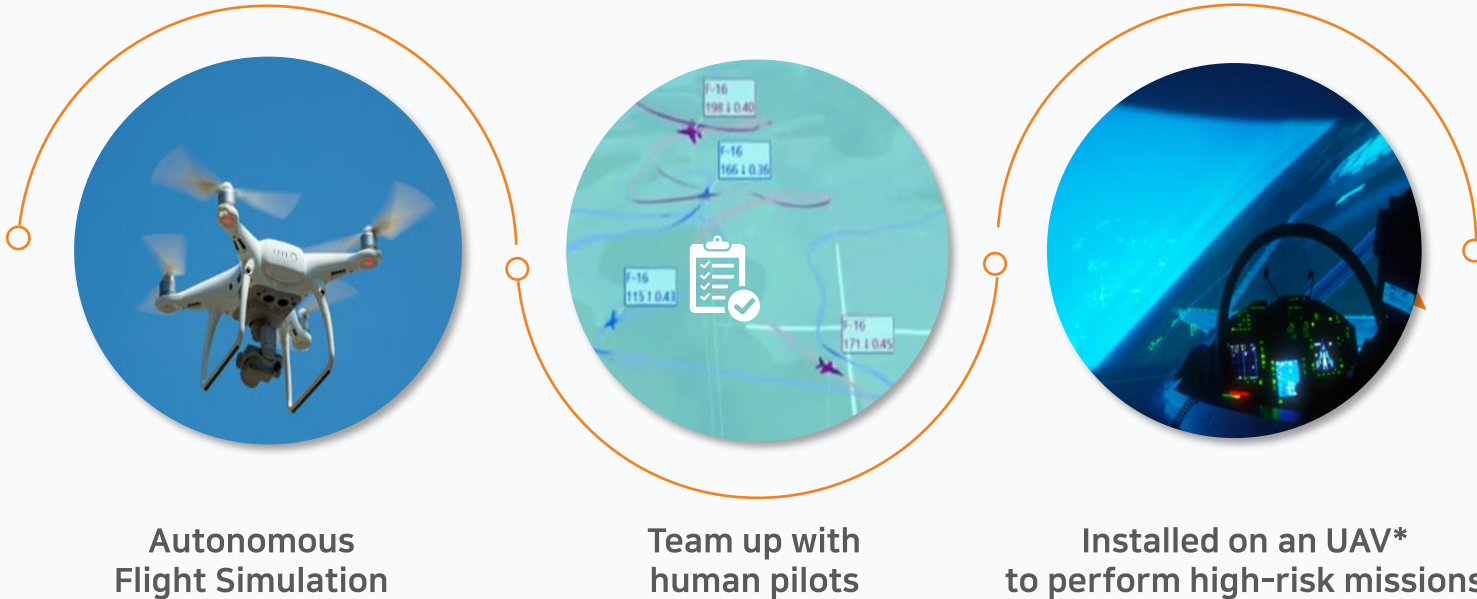 F-16
198↓0.40
F-16
166↓0.36
F-16
115↑0.43
F-16
171↓0.45
Autonomous
Flight Simulation
Team up with
human pilots
Installed on an UAV*
to perform high-risk missions